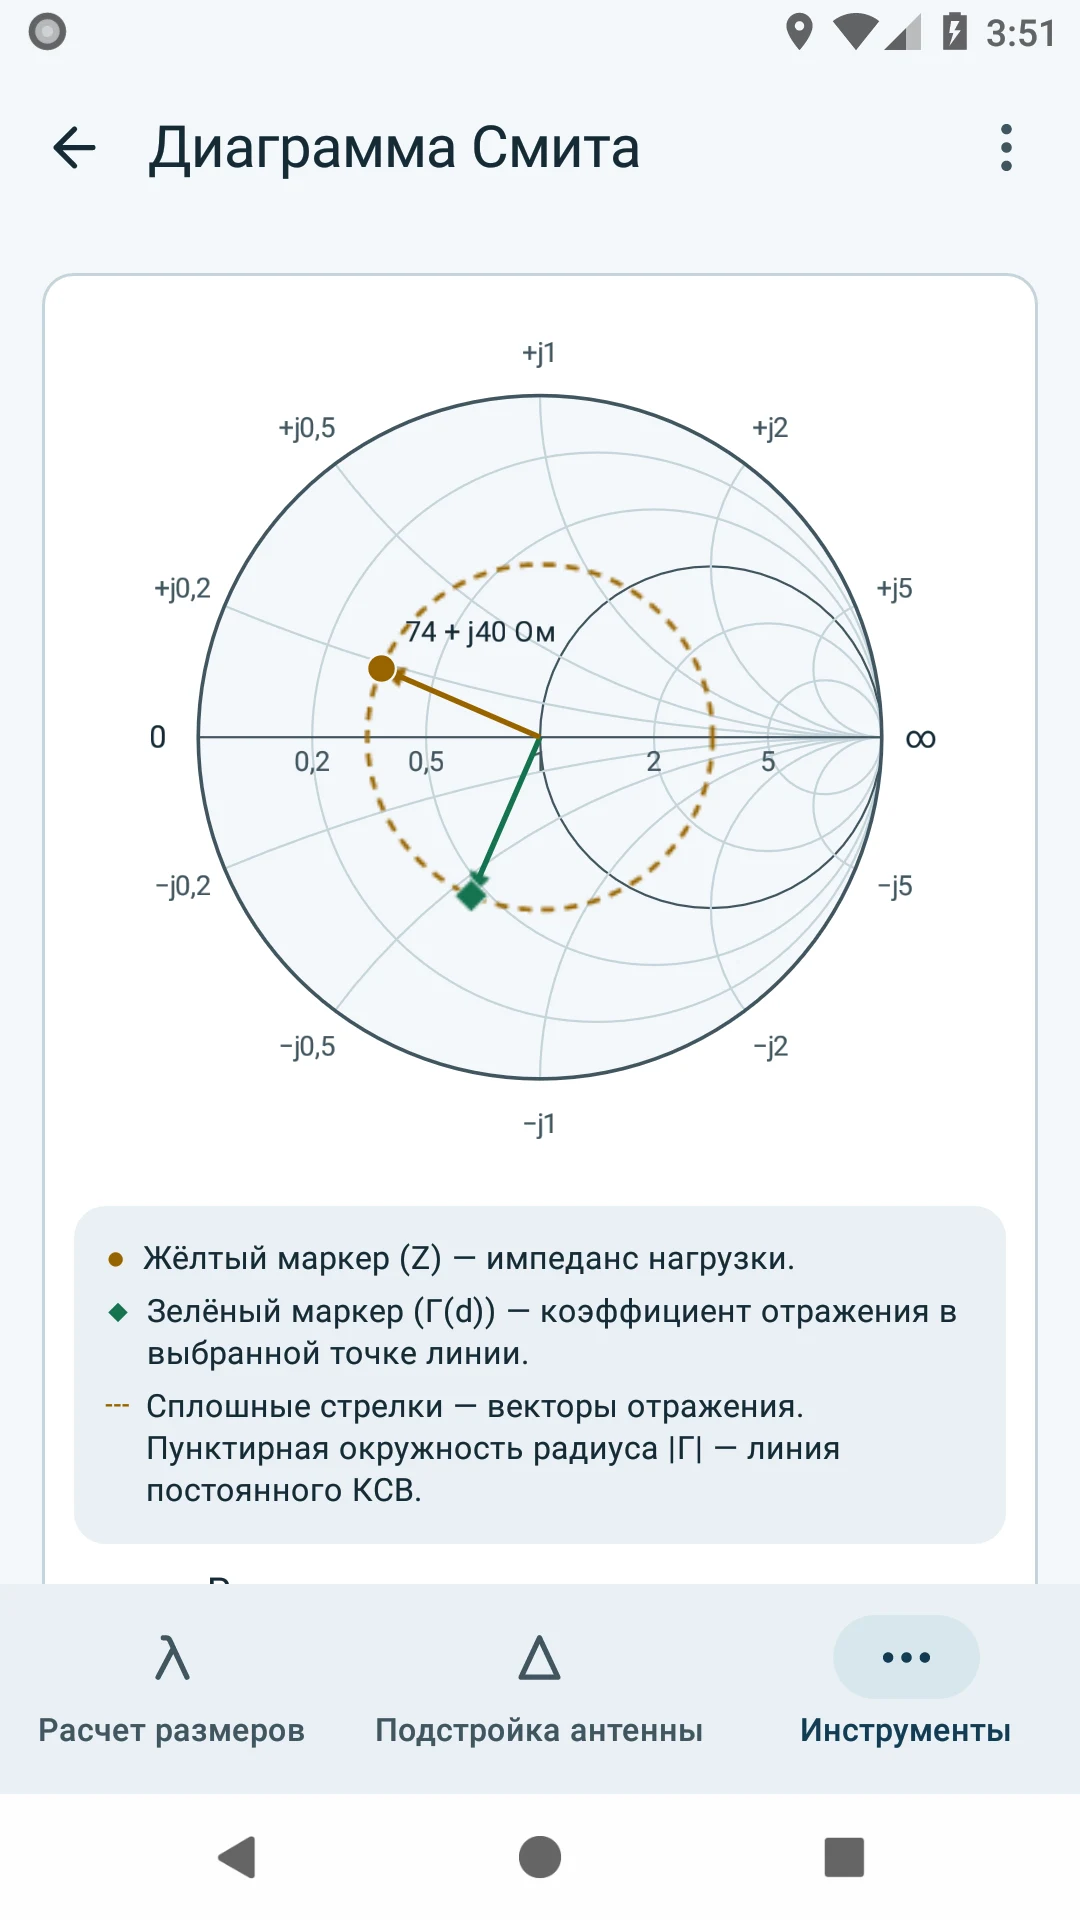 3:51
Диаграмма Смита
+j1
+j0,5
+j2
+j0,2
+j5
74 + j40 Ом
0
∞
0,2
0,5
1
2
5
−j0,2
−j5
−j0,5
−j2
−j1
Жёлтый маркер (Z) — импеданс нагрузки.
Зелёный маркер (Γ(d)) — коэффициент отражения в
выбранной точке линии.
Сплошные стрелки — векторы отражения.
Пунктирная окружность радиуса |Γ| — линия
постоянного КСВ.
λ
Δ
Расчет размеров
Подстройка антенны
Инструменты